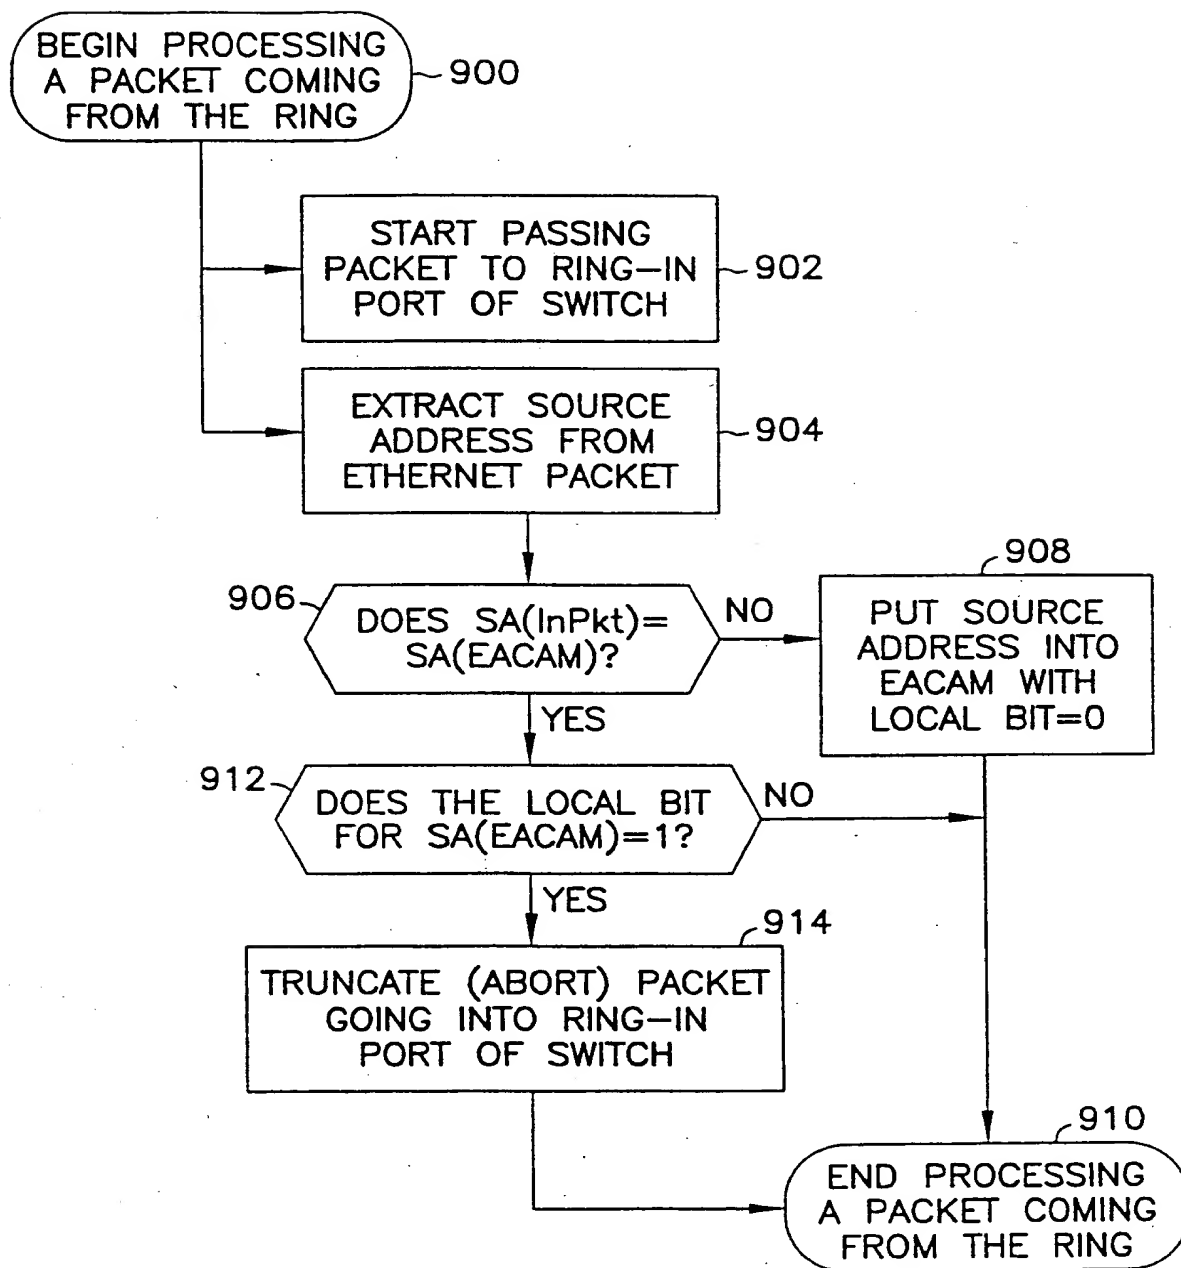 BEGIN PROCESSING
A PACKET COMING
FROM THE RING
900
START PASSING
PACKET TO RING-IN
PORT OF SWITCH
902
EXTRACT SOURCE
ADDRESS FROM
ETHERNET PACKET
904
906
DOES SA(InPkt)=
SA(EACAM)?
NO
YES
908
PUT SOURCE
ADDRESS INTO
EACAM WITH
LOCAL BIT=0
912
DOES THE LOCAL BIT
FOR SA(EACAM)=1?
NO
YES
914
TRUNCATE (ABORT) PACKET
GOING INTO RING-IN
PORT OF SWITCH
910
END PROCESSING
A PACKET COMING
FROM THE RING